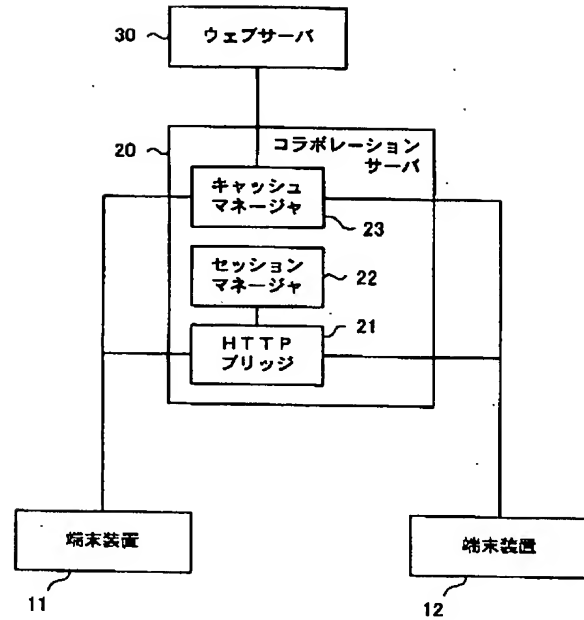 30
ウェブサーバ
20
コラボレーション
サーバ
キャッシュ
マネージャ
23
セッション
マネージャ
22
21
HTTP
ブリッジ
端末装置
端末装置
11
12